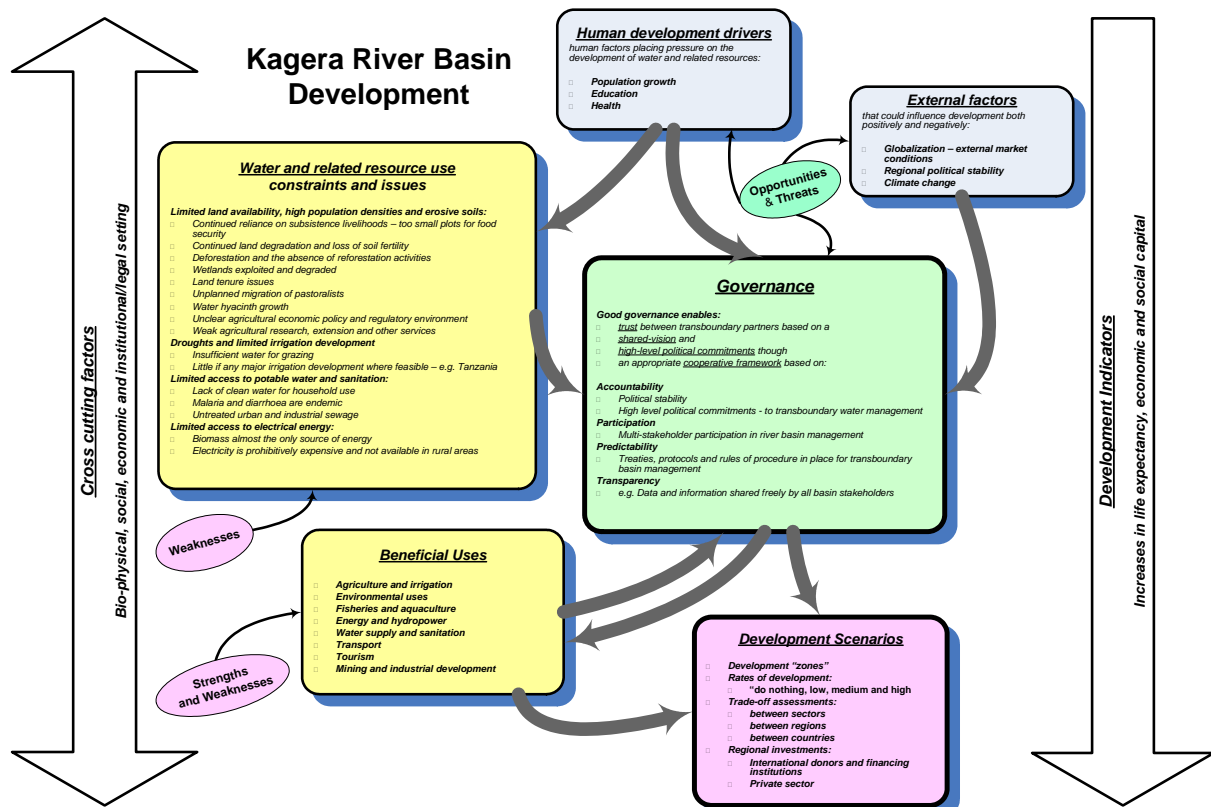 Kagera River Basin
Development
Cross cutting factors
Bio-physical, social, economic and institutional/legal setting
Human development drivers
human factors placing pressure on the
development of water and related resources:
Population growth
Education
Health
External factors
that could influence development both
positively and negatively:
Globalization – external market
conditions
Regional political stability
Climate change
Opportunities
& Threats
Water and related resource use
constraints and issues
Limited land availability, high population densities and erosive soils:
Continued reliance on subsistence livelihoods – too small plots for food
security
Continued land degradation and loss of soil fertility
Deforestation and the absence of reforestation activities
Wetlands exploited and degraded
Land tenure issues
Unplanned migration of pastoralists
Water hyacinth growth
Unclear agricultural economic policy and regulatory environment
Weak agricultural research, extension and other services
Droughts and limited irrigation development
Insufficient water for grazing
Little if any major irrigation development where feasible – e.g. Tanzania
Limited access to potable water and sanitation:
Lack of clean water for household use
Malaria and diarrhoea are endemic
Untreated urban and industrial sewage
Limited access to electrical energy:
Biomass almost the only source of energy
Electricity is prohibitively expensive and not available in rural areas
Weaknesses
Governance
Good governance enables:
trust between transboundary partners based on a
shared-vision and
high-level political commitments though
an appropriate cooperative framework based on:
Accountability
Political stability
High level political commitments - to transboundary water management
Participation
Multi-stakeholder participation in river basin management
Predictability
Treaties, protocols and rules of procedure in place for transboundary
basin management
Transparency
e.g. Data and information shared freely by all basin stakeholders
Beneficial Uses
Agriculture and irrigation
Environmental uses
Fisheries and aquaculture
Energy and hydropower
Water supply and sanitation
Transport
Tourism
Mining and industrial development
Strengths
and Weaknesses
Development Scenarios
Development “zones”
Rates of development:
“do nothing, low, medium and high
Trade-off assessments:
between sectors
between regions
between countries
Regional investments:
International donors and financing
institutions
Private sector
Development Indicators
Increases in life expectancy, economic and social capital